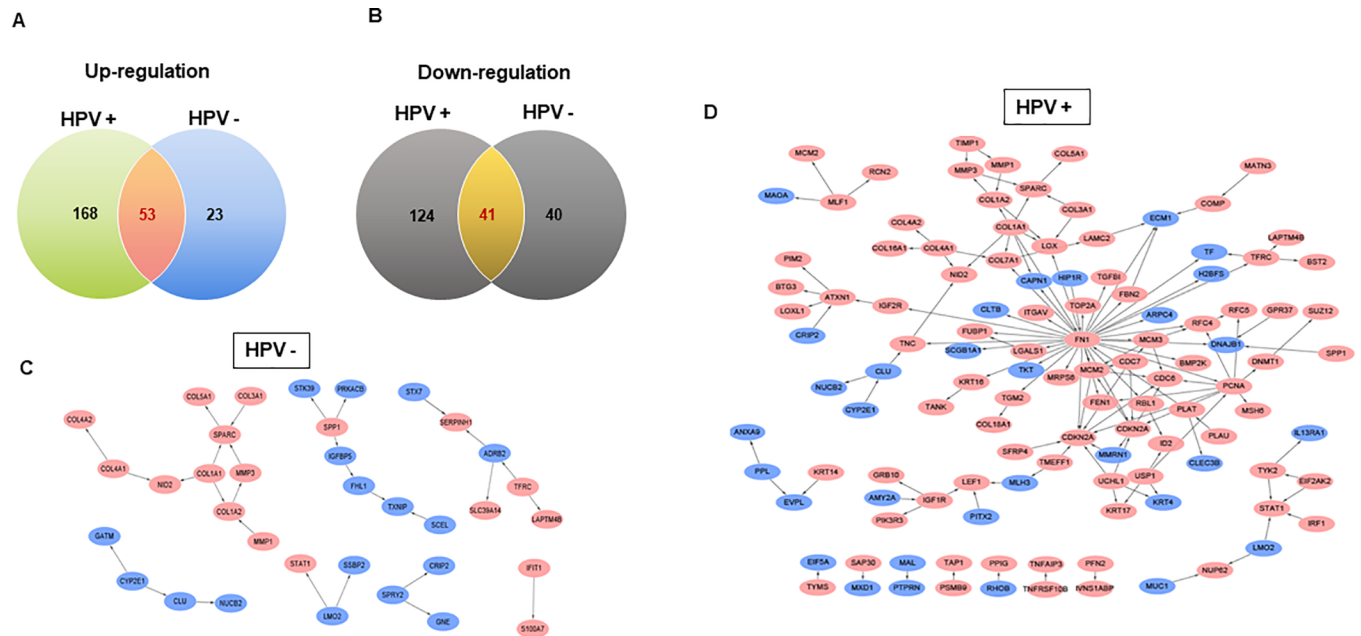 A
B
Up-regulation
Down-regulation
HPV +
HPV -
HPV +
HPV -
168
53
23
124
41
40
C
HPV -
COL4A2
COL5A1
COL3A1
SPARC
COL4A1
NID2
COL1A1
MMP3
COL1A2
MMP1
STK39
PRKACB
SPP1
IGFBP5
FHL1
TXNIP
SCEL
STX7
SERPINH1
ADRB2
TFRC
SLC39A14
LAPTM4B
GATM
CYP2E1
CLU
NUCB2
STAT1
SSBP2
LMO2
CRIP2
SPRY2
GNE
IFIT1
S100A7
D
HPV +
MCM2
RCN2
MAOA
MLF1
TIMP1
MMP3
MMP1
COL5A1
SPARC
COL1A2
COL3A1
MATN3
COMP
ECM1
COL4A2
COL1A1
LOX
LAMC2
COL16A1
COL4A1
COL7A1
NID2
CAPN1
HIP1R
TGFBI
FBN2
TF
H2BFS
TFRC
LAPTM4B
BST2
PIM2
BTG3
LOXL1
ATXN1
CRIP2
IGF2R
CLTB
ITGAV
TOP2A
ARPC4
RFC4
RFC5
GPR37
SUZ12
FUBP1
FN1
TNC
SCGB1A1
LGALS1
MCM3
DNAJB1
SPP1
CLU
NUCB2
CYP2E1
TKT
MRPS6
MCM2
CDC7
BMP2K
DNMT1
KRT16
TANK
TGM2
COL18A1
CDC6
PCNA
FEN1
RBL1
PLAT
MSH6
CDKN2A
CDKN2A
PLAU
ID2
SFRP4
MMRN1
CLEC3B
TMEFF1
ANXA9
PPL
EVPL
KRT14
GRB10
AMY2A
IGF1R
PIK3R3
LEF1
MLH3
PITX2
UCHL1
USP1
KRT4
KRT17
IL13RA1
TYK2
EIF2AK2
STAT1
IRF1
LMO2
NUP62
MUC1
EIF5A
SAP30
MAL
TAP1
PPIG
TNFAIP3
PFN2
TYMS
MXD1
PTPRN
PSMB9
RHOB
TNFRSF10B
IVNS1ABP